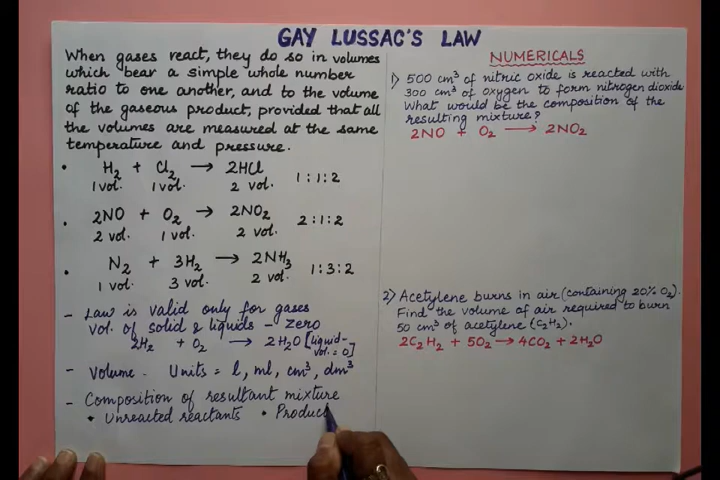 GAY LUSSAC'S LAW
When gases react, they do so in volumes
which bear a simple whole number
ratio to one another, and to the volume
of the gaseous product, provided that all
the volumes are measured at the same
temperature and pressure.
• H2 + Cl2 → 2HCl
1 vol. 1 vol. 2 vol. 1:1:2
• 2NO + O2 → 2NO2
2 vol. 1 vol. 2 vol. 2:1:2
• N2 + 3H2 → 2NH3
1 vol. 3 vol. 2 vol. 1:3:2
- Law is valid only for gases
Vol. of solid & liquids - Zero
2H2 + O2 → 2H2O [liquid-
vol. = 0]
- Volume - Units = l, ml, cm³, dm³
- Composition of resultant mixture
• Unreacted reactants • Product
NUMERICALS
1) 500 cm³ of nitric oxide is reacted with
300 cm³ of oxygen to form nitrogen dioxide
What would be the composition of the
resulting mixture?
2NO + O2 → 2NO2
2) Acetylene burns in air (containing 20% O2).
Find the volume of air required to burn
50 cm³ of acetylene (C2H2).
2C2H2 + 5O2 → 4CO2 + 2H2O